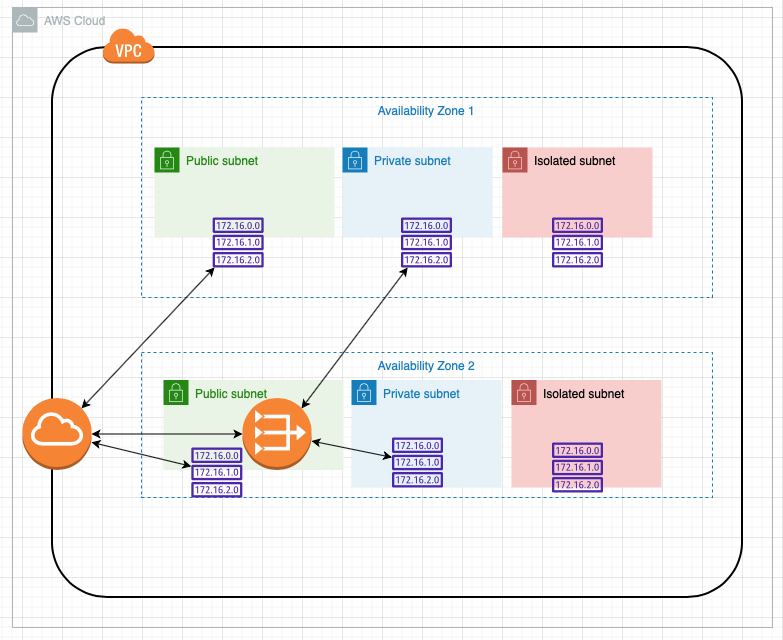 AWS Cloud
VPC
Availability Zone 1
Public subnet
Private subnet
Isolated subnet
172.16.0.0
172.16.1.0
172.16.2.0
172.16.0.0
172.16.1.0
172.16.2.0
172.16.0.0
172.16.1.0
172.16.2.0
Availability Zone 2
Public subnet
Private subnet
Isolated subnet
172.16.0.0
172.16.1.0
172.16.2.0
172.16.0.0
172.16.1.0
172.16.2.0
172.16.0.0
172.16.1.0
172.16.2.0